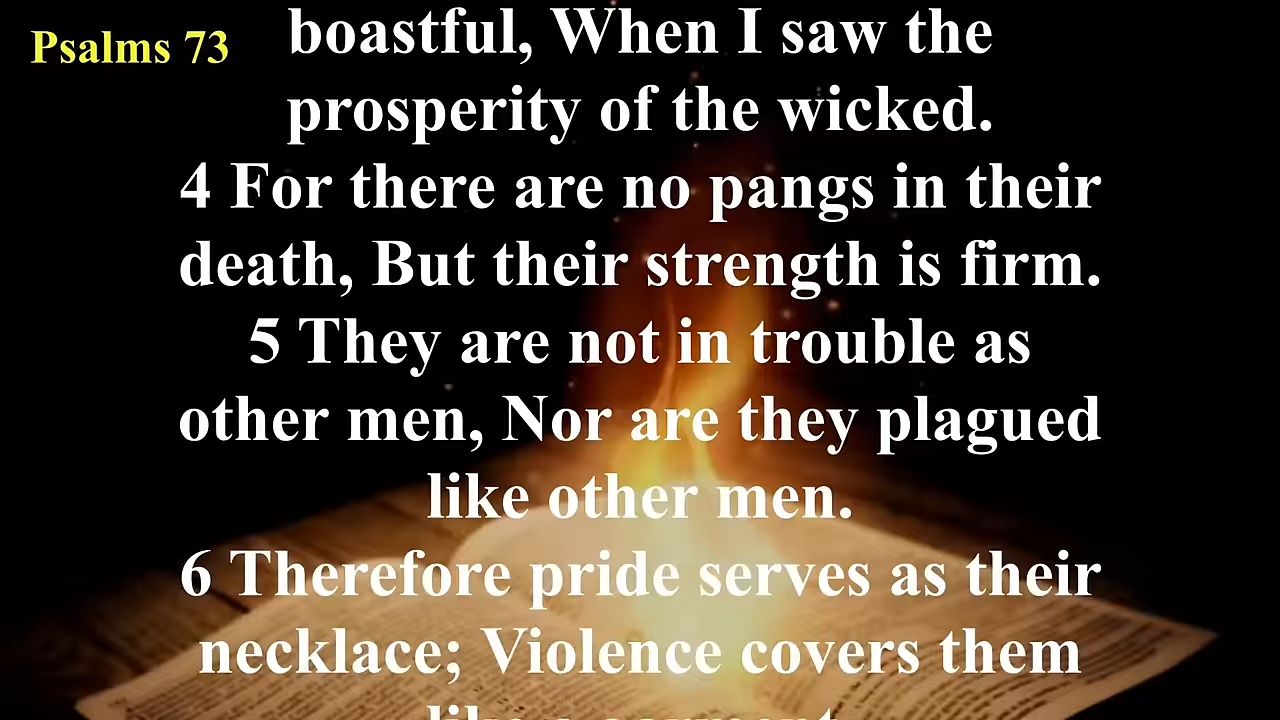 Psalms 73
boastful, When I saw the
prosperity of the wicked.
4 For there are no pangs in their
death, But their strength is firm.
5 They are not in trouble as
other men, Nor are they plagued
like other men.
6 Therefore pride serves as their
necklace; Violence covers them
like a garment.